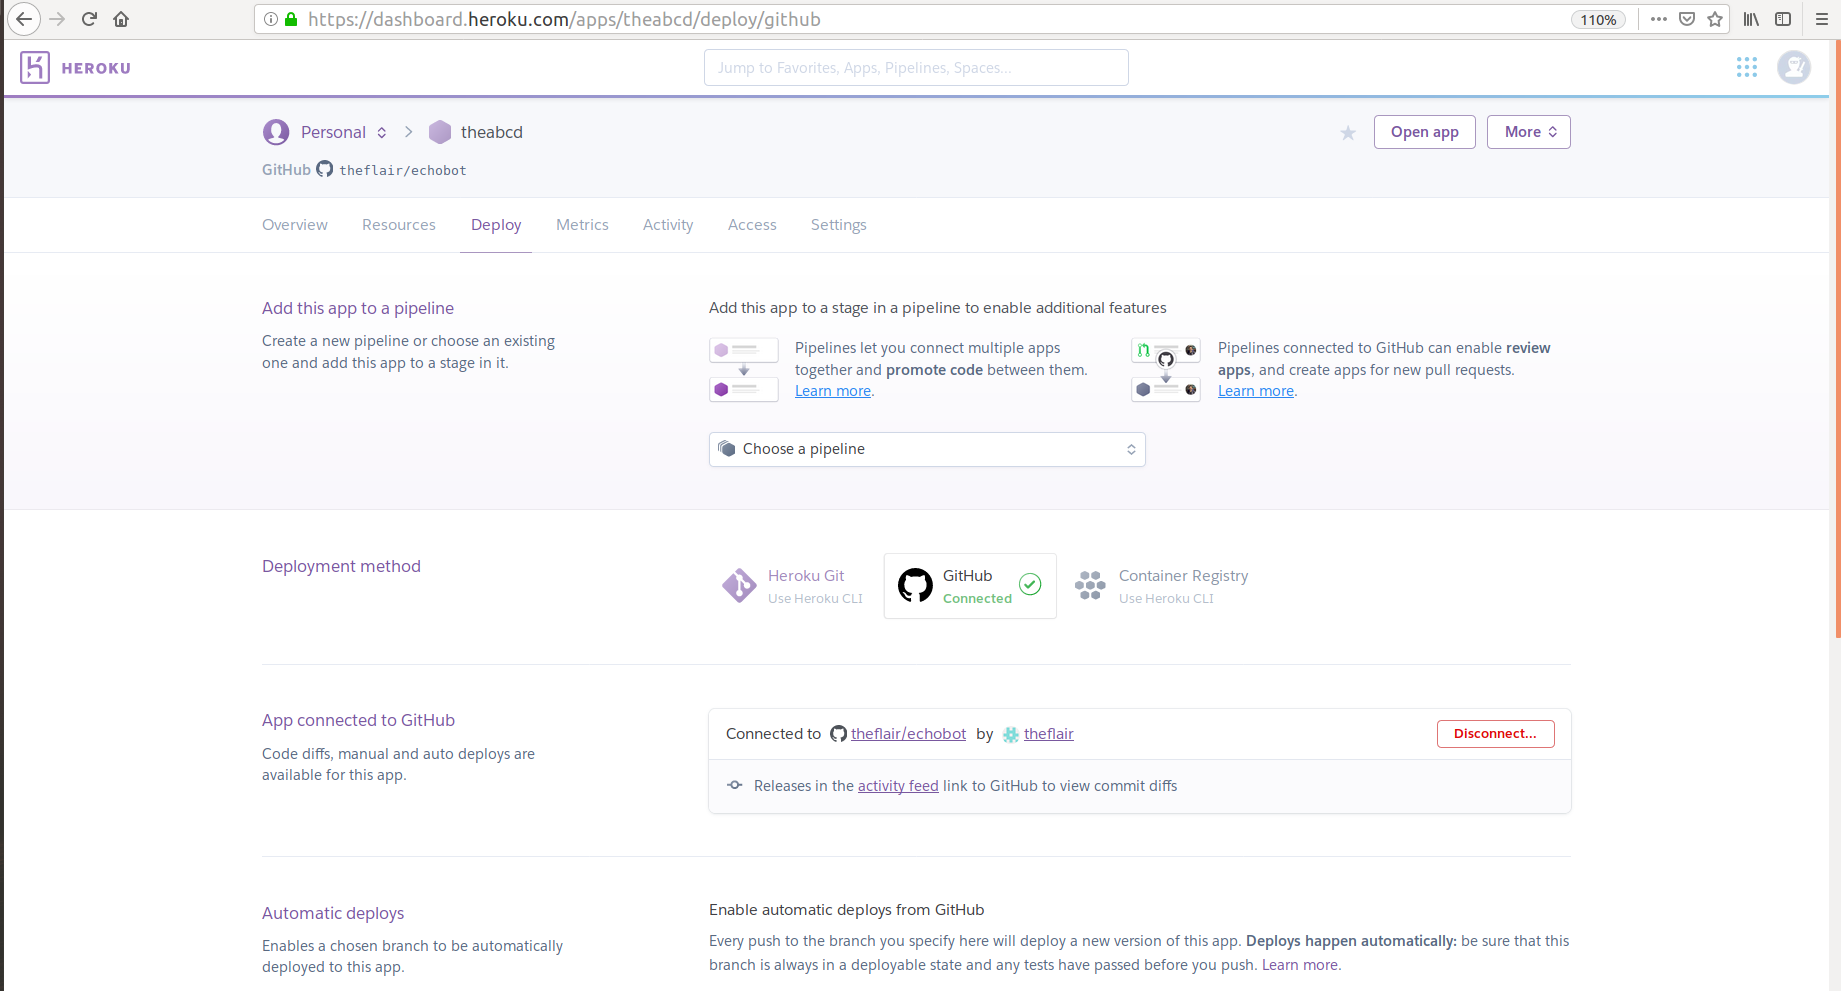 https://dashboard.heroku.com/apps/theabcd/deploy/github
110%
HEROKU
Jump to Favorites, Apps, Pipelines, Spaces...
Personal
theabcd
Open app
More
GitHub theflair/echobot
Overview Resources Deploy Metrics Activity Access Settings
Add this app to a pipeline
Create a new pipeline or choose an existing
one and add this app to a stage in it.
Add this app to a stage in a pipeline to enable additional features
Pipelines let you connect multiple apps
together and promote code between them.
Learn more.
Pipelines connected to GitHub can enable review
apps, and create apps for new pull requests.
Learn more.
Choose a pipeline
Deployment method
Heroku Git
Use Heroku CLI
GitHub
Connected
Container Registry
Use Heroku CLI
App connected to GitHub
Code diffs, manual and auto deploys are
available for this app.
Connected to theflair/echobot by theflair
Disconnect...
Releases in the activity feed link to GitHub to view commit diffs
Automatic deploys
Enables a chosen branch to be automatically
deployed to this app.
Enable automatic deploys from GitHub
Every push to the branch you specify here will deploy a new version of this app. Deploys happen automatically: be sure that this
branch is always in a deployable state and any tests have passed before you push. Learn more.